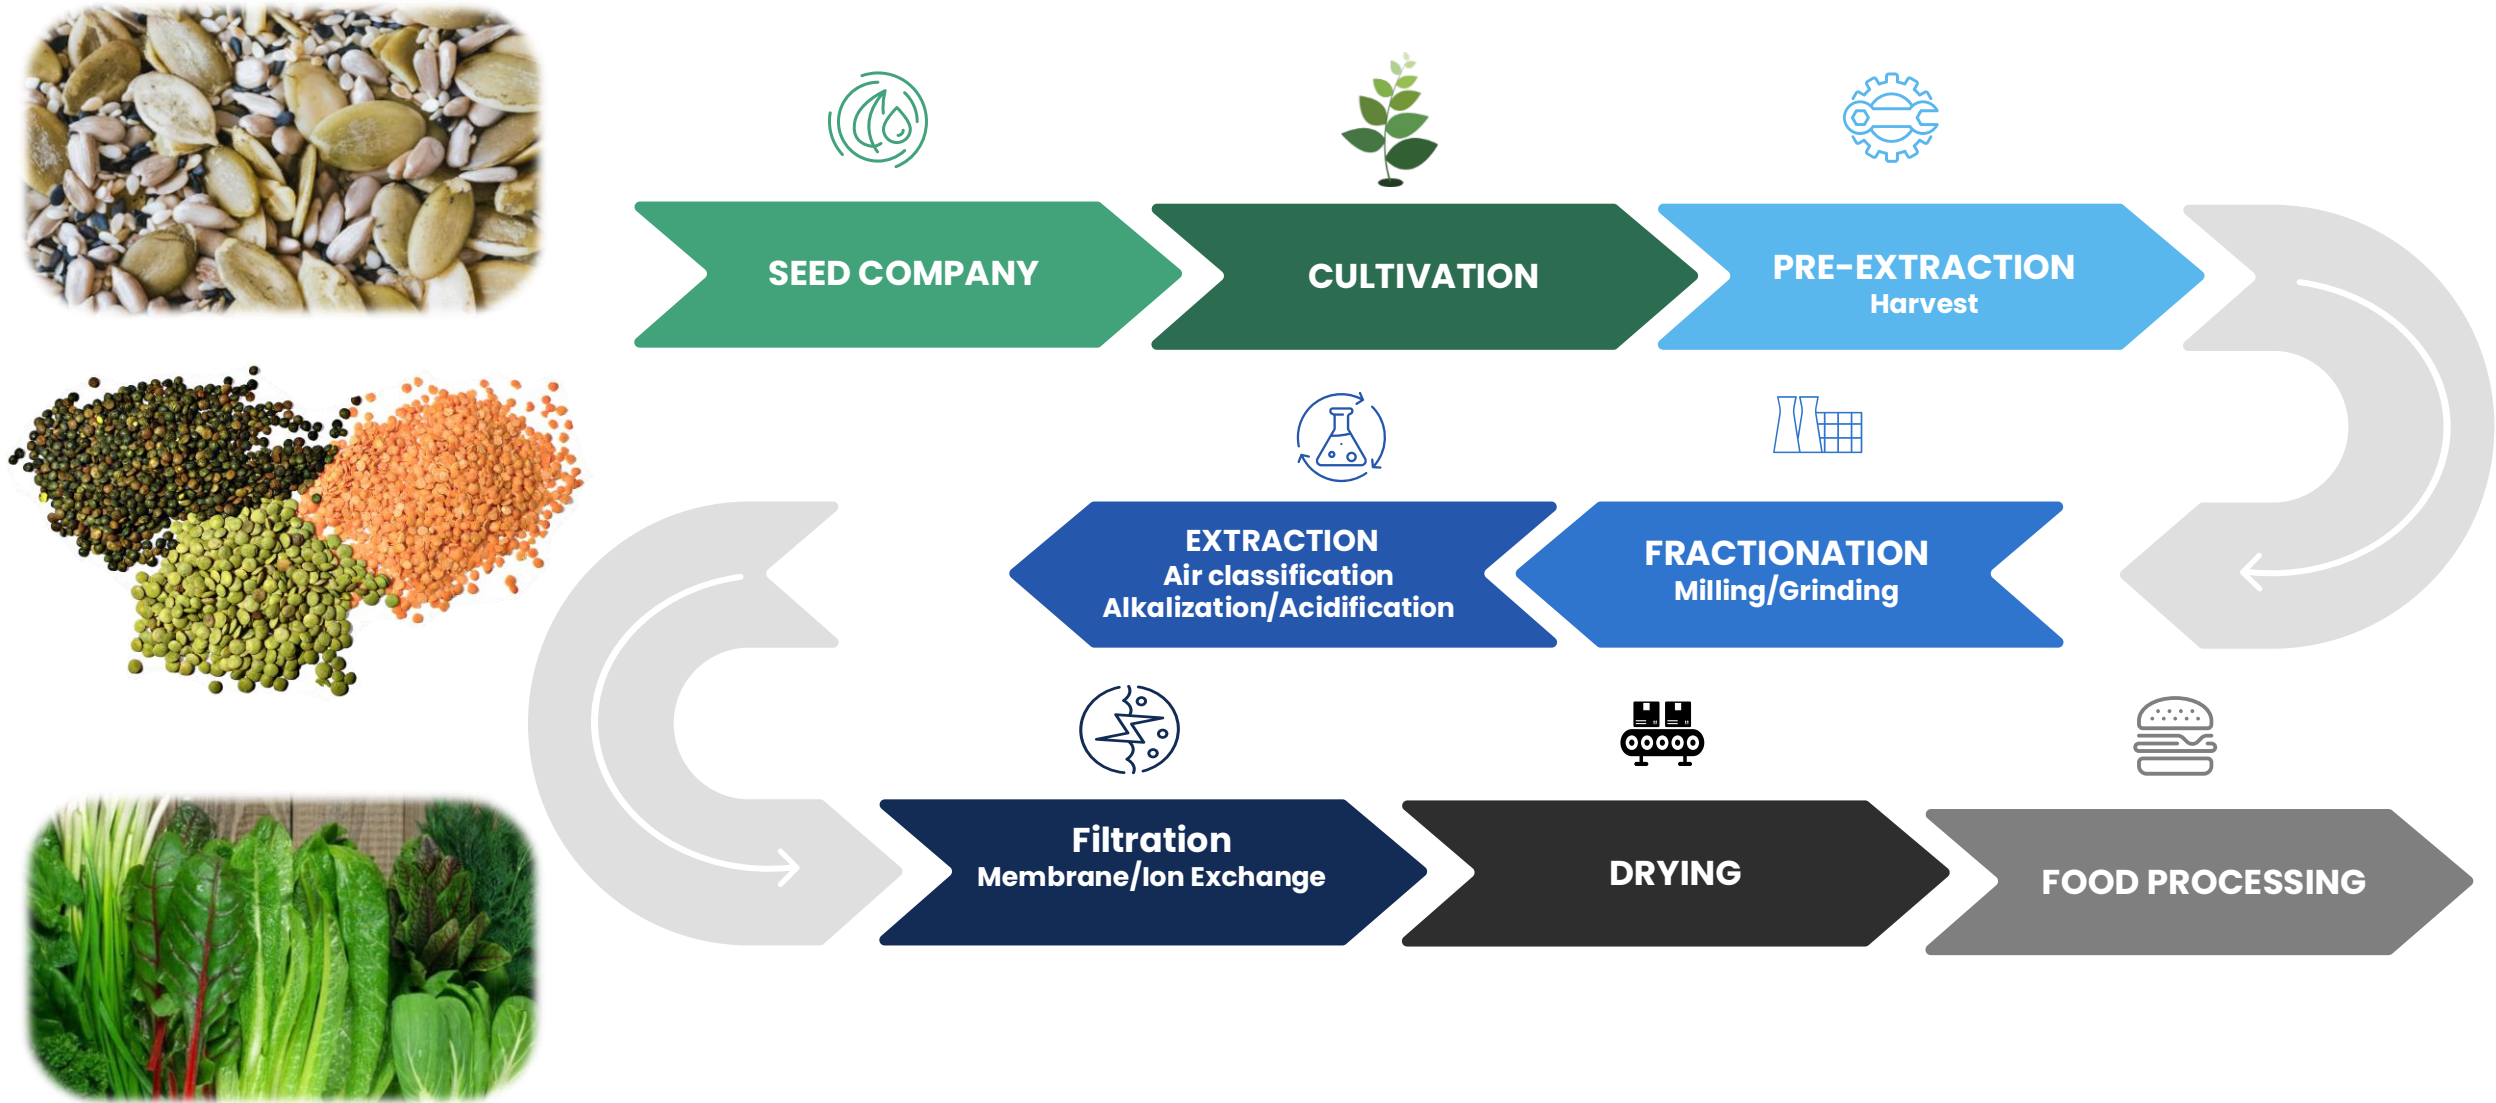 SEED COMPANY
CULTIVATION
PRE-EXTRACTION
Harvest
FRACTIONATION
Milling/Grinding
EXTRACTION
Air classification
Alkalization/Acidification
Filtration
Membrane/Ion Exchange
DRYING
FOOD PROCESSING